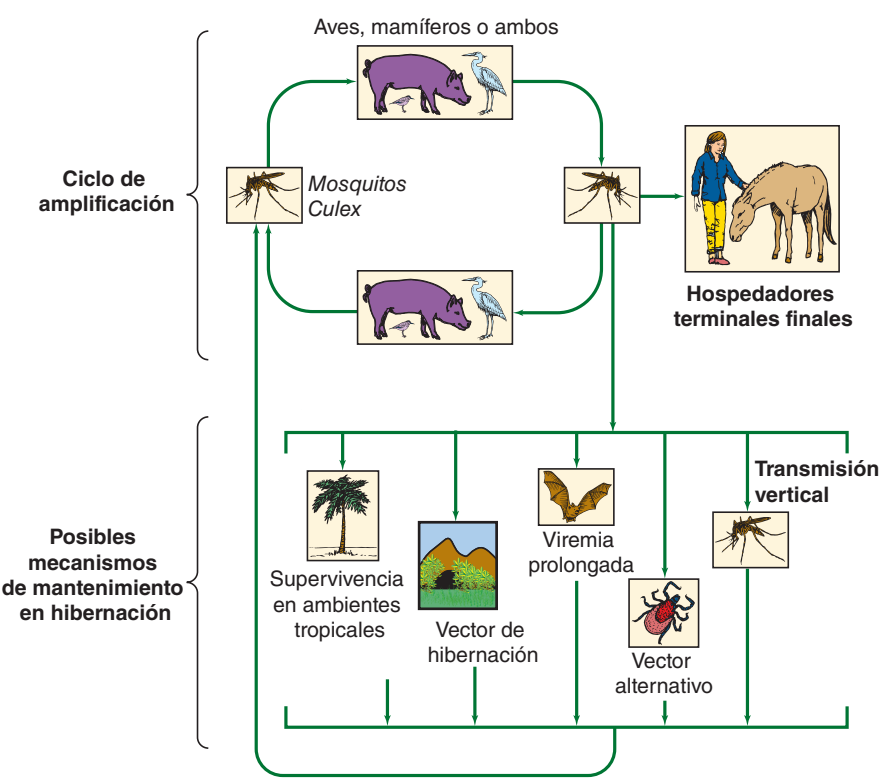 Aves, mamíferos o ambos
Ciclo de
amplificación
Mosquitos
Culex
Hospedadores
terminales finales
Posibles
mecanismos
de mantenimiento
en hibernación
Supervivencia
en ambientes
tropicales
Vector de
hibernación
Viremia
prolongada
Vector
alternativo
Transmisión
vertical